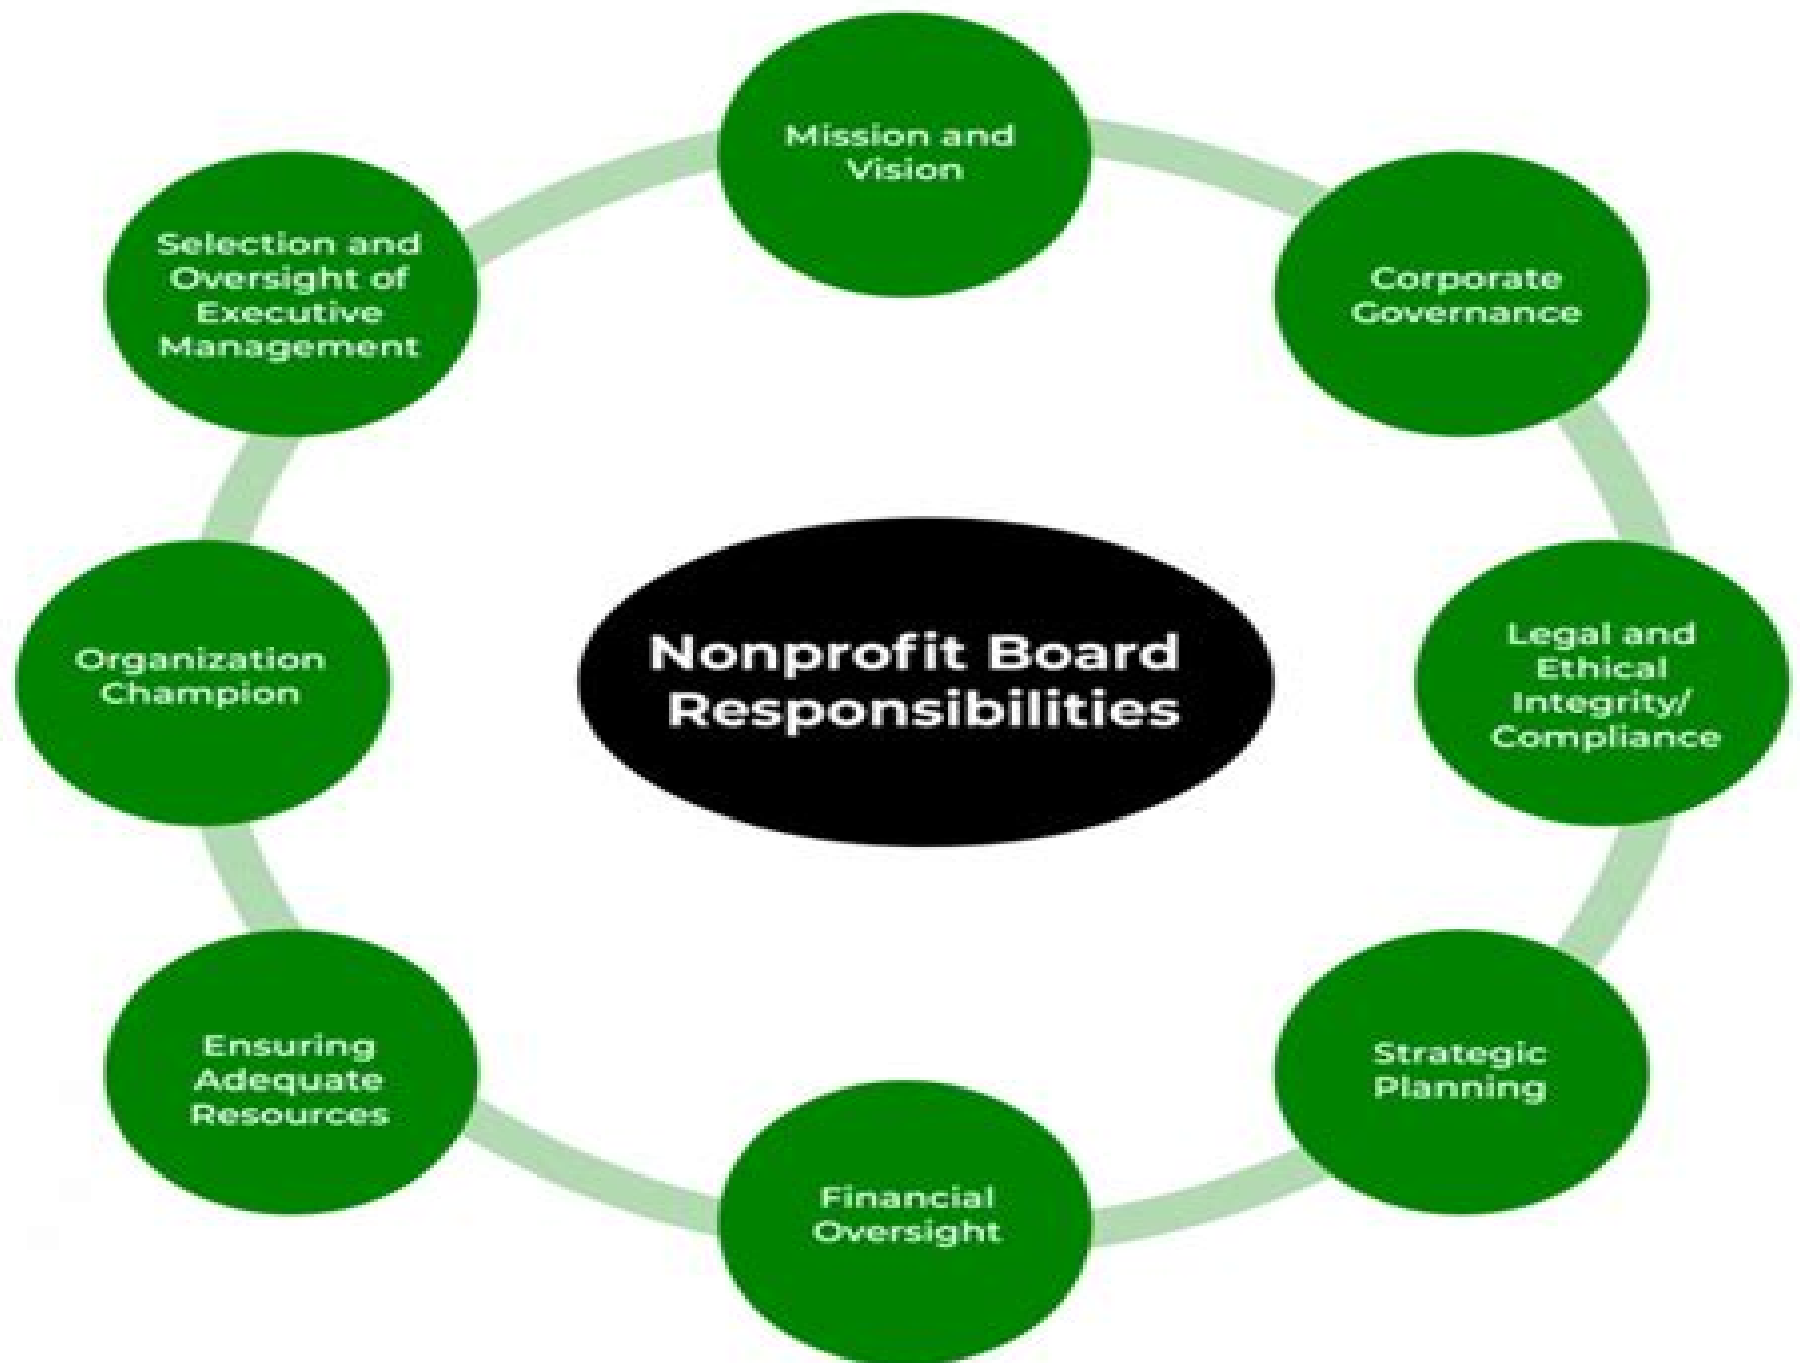 Mission and
Vision
Corporate
Governance
Legal and
Ethical
Integrity/
Compliance
Strategic
Planning
Financial
Oversight
Ensuring
Adequate
Resources
Organization
Champion
Selection and
Oversight of
Executive
Management
Nonprofit Board
Responsibilities